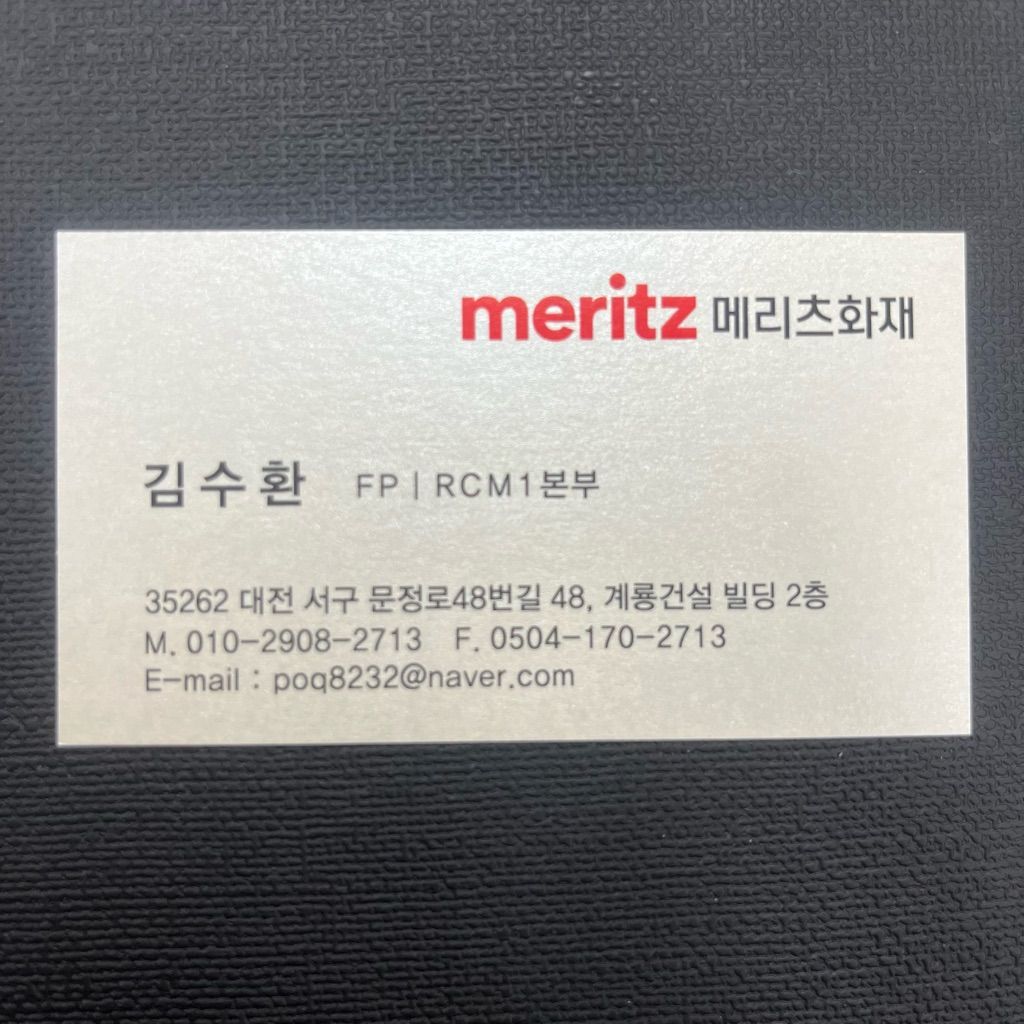 meritz 메리츠화재
김수환 FP | RCM1본부
35262 대전 서구 문정로48번길 48, 계룡건설 빌딩 2층
M. 010-2908-2713 F. 0504-170-2713
E-mail : poq8232@naver.com